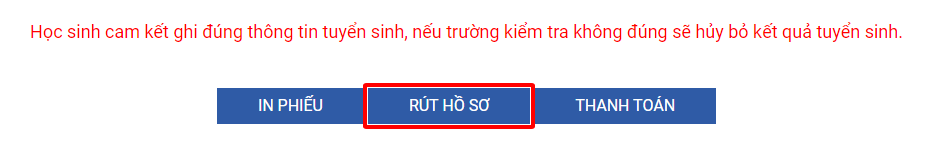 Học sinh cam kết ghi đúng thông tin tuyển sinh, nếu trường kiểm tra không đúng sẽ hủy bỏ kết quả tuyển sinh.
IN PHIẾU RÚT HỒ SƠ THANH TOÁN